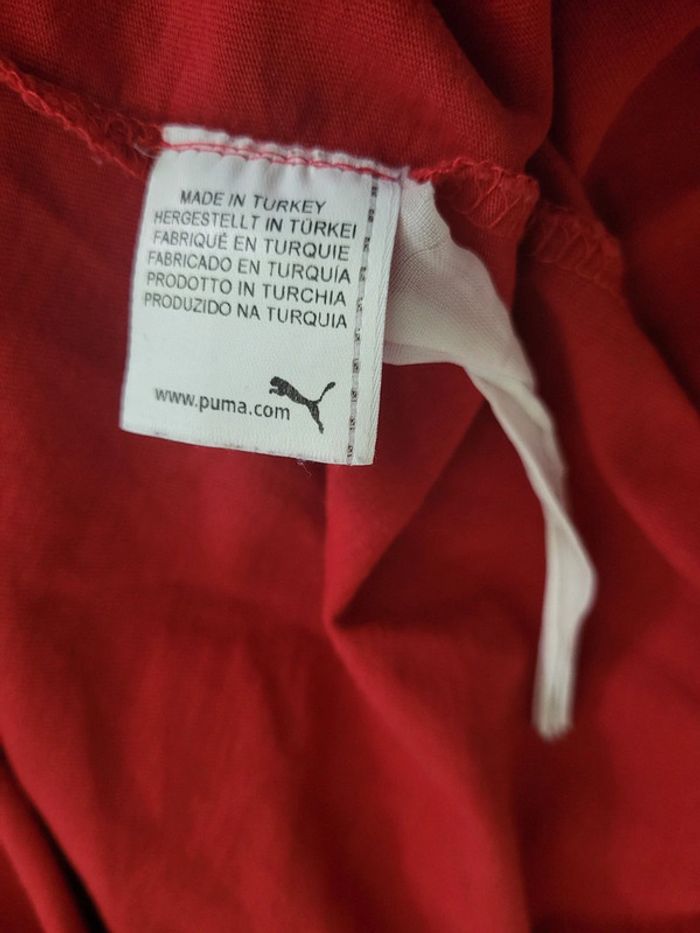 MADE IN TURKEY
HERGESTELLT IN TÜRKEI
FABRIQUÉ EN TURQUIE
FABRICADO EN TURQUÍA
PRODOTTO IN TURCHIA
PRODUZIDO NA TURQUIA
www.puma.com